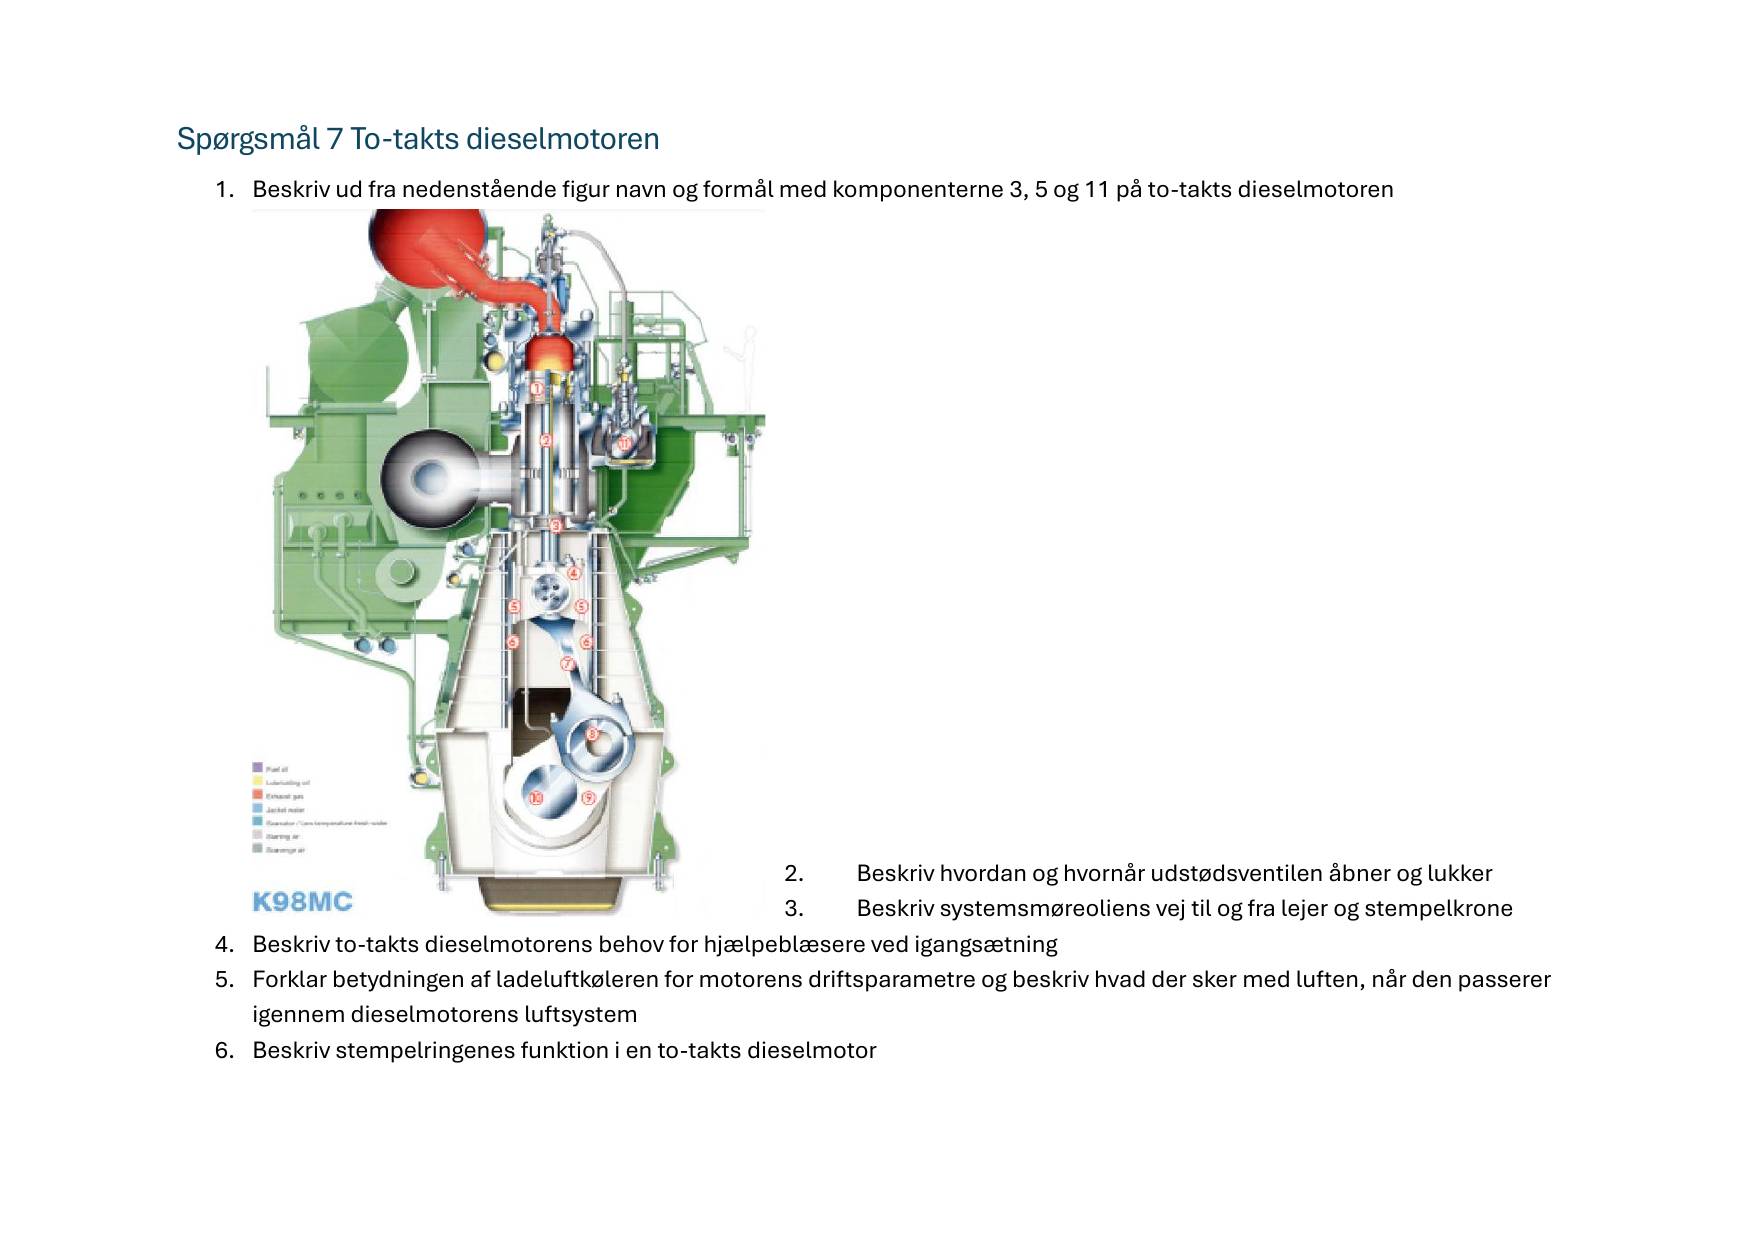 Spørgsmål 7 To-takts dieselmotoren
1. Beskriv ud fra nedenstående figur navn og formål med komponenterne 3, 5 og 11 på to-takts dieselmotoren
1
2
11
3
4
5 5
6 6
7
8
10 9
Fuel oil
Lubricating oil
Exhaust gas
Jacket water
Starting air
Scavenge air
K98MC
2. Beskriv hvordan og hvornår udstødsventilen åbner og lukker
3. Beskriv systemsmøreoliens vej til og fra lejer og stempelkrone
4. Beskriv to-takts dieselmotorens behov for hjælpeblæsere ved igangsætning
5. Forklar betydningen af ladeluftkøleren for motorens driftsparametre og beskriv hvad der sker med luften, når den passerer
igennem dieselmotorens luftsystem
6. Beskriv stempelringenes funktion i en to-takts dieselmotor